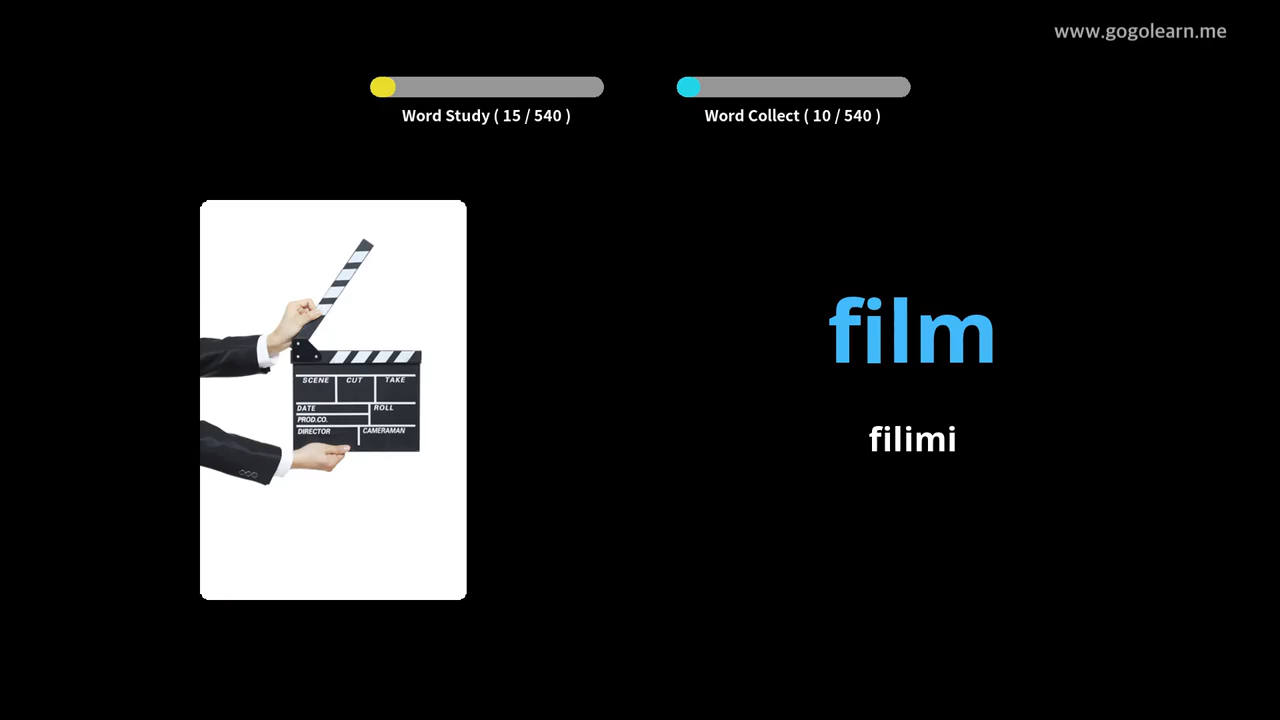 www.gogolearn.me
Word Study ( 15 / 540 )
Word Collect ( 10 / 540 )
SCENE CUT TAKE
DATE ROLL
PROD.CO.
DIRECTOR CAMERAMAN
film
filimi